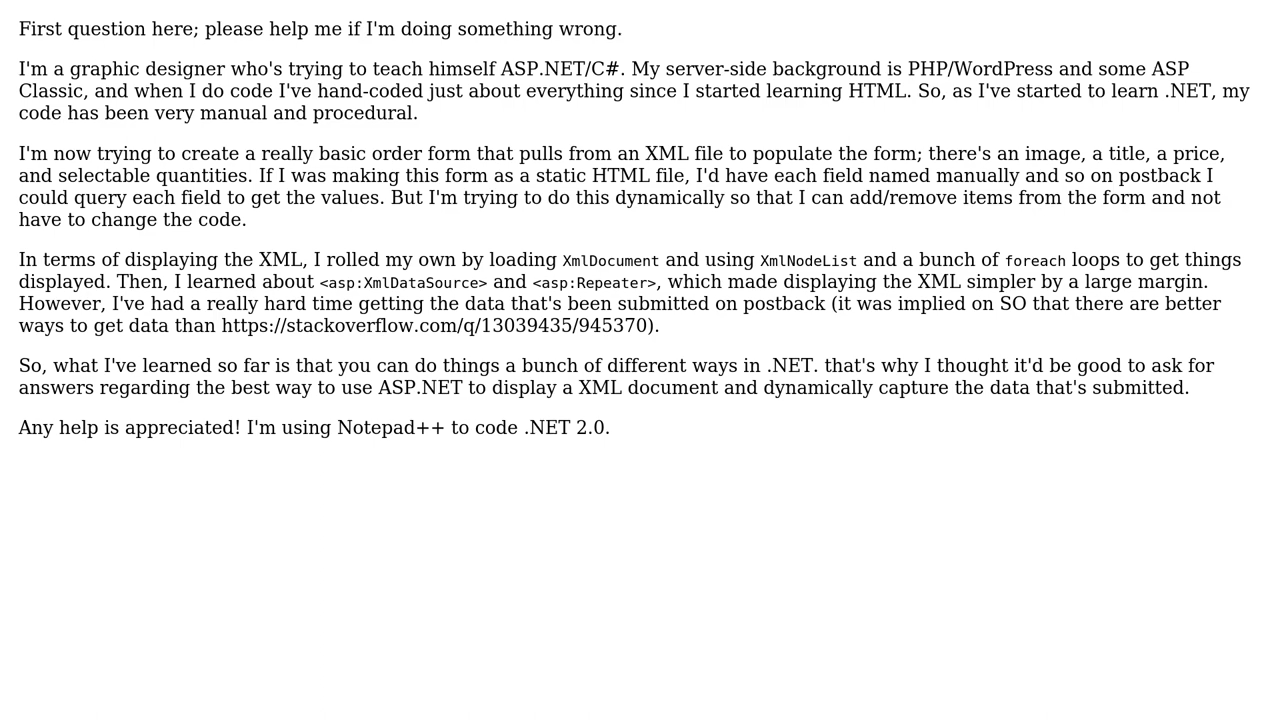 First question here; please help me if I'm doing something wrong.
I'm a graphic designer who's trying to teach himself ASP.NET/C#. My server-side background is PHP/WordPress and some ASP
Classic, and when I do code I've hand-coded just about everything since I started learning HTML. So, as I've started to learn .NET, my
code has been very manual and procedural.
I'm now trying to create a really basic order form that pulls from an XML file to populate the form; there's an image, a title, a price,
and selectable quantities. If I was making this form as a static HTML file, I'd have each field named manually and so on postback I
could query each field to get the values. But I'm trying to do this dynamically so that I can add/remove items from the form and not
have to change the code.
In terms of displaying the XML, I rolled my own by loading XmlDocument and using XmlNodeList and a bunch of foreach loops to get things
displayed. Then, I learned about <asp:XmlDataSource> and <asp:Repeater>, which made displaying the XML simpler by a large margin.
However, I've had a really hard time getting the data that's been submitted on postback (it was implied on SO that there are better
ways to get data than https://stackoverflow.com/q/13039435/945370).
So, what I've learned so far is that you can do things a bunch of different ways in .NET. that's why I thought it'd be good to ask for
answers regarding the best way to use ASP.NET to display a XML document and dynamically capture the data that's submitted.
Any help is appreciated! I'm using Notepad++ to code .NET 2.0.